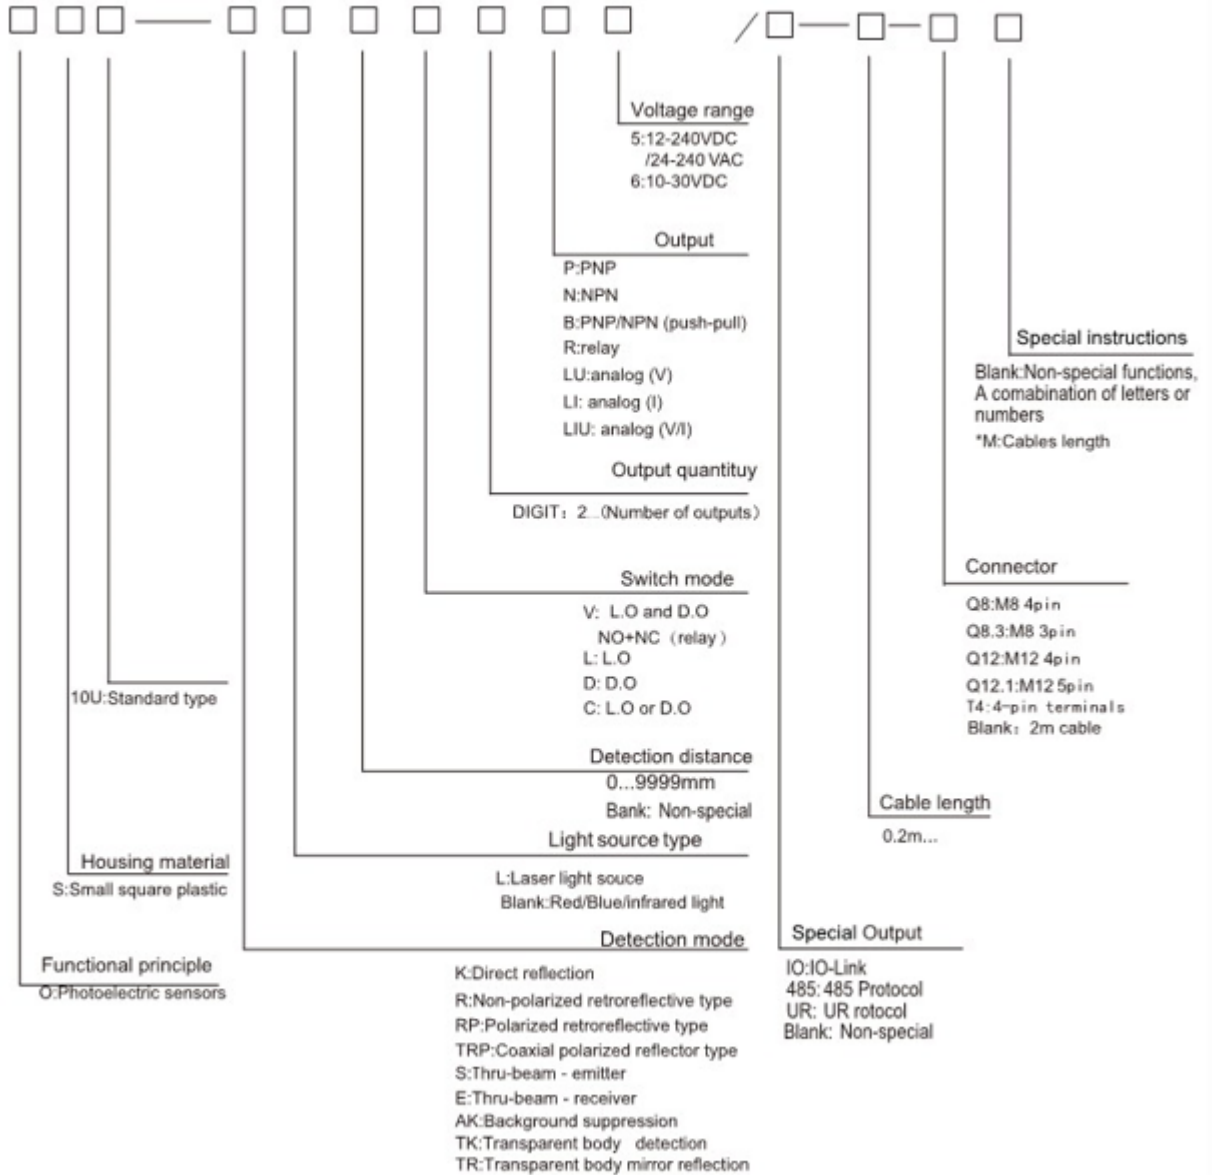 Voltage range
5:12-240VDC
/24-240 VAC
6:10-30VDC
Output
P:PNP
N:NPN
B:PNP/NPN (push-pull)
R:relay
LU:analog (V)
LI: analog (I)
LIU: analog (V/I)
Output quantituy
DIGIT: 2...(Number of outputs)
Switch mode
V: L.O and D.O
NO+NC (relay)
L: L.O
D: D.O
C: L.O or D.O
Detection distance
0...9999mm
Bank: Non-special
Light source type
L:Laser light souce
Blank:Red/Blue/infrared light
Detection mode
K:Direct reflection
R:Non-polarized retroreflective type
RP:Polarized retroreflective type
TRP:Coaxial polarized reflector type
S:Thru-beam - emitter
E:Thru-beam - receiver
AK:Background suppression
TK:Transparent body detection
TR:Transparent body mirror reflection
10U:Standard type
Housing material
S:Small square plastic
Functional principle
O:Photoelectric sensors
Special instructions
Blank:Non-special functions,
A comabination of letters or
numbers
*M:Cables length
Connector
Q8:M8 4pin
Q8.3:M8 3pin
Q12:M12 4pin
Q12.1:M12 5pin
T4:4-pin terminals
Blank: 2m cable
Cable length
0.2m...
Special Output
IO:IO-Link
485: 485 Protocol
UR: UR rotocol
Blank: Non-special